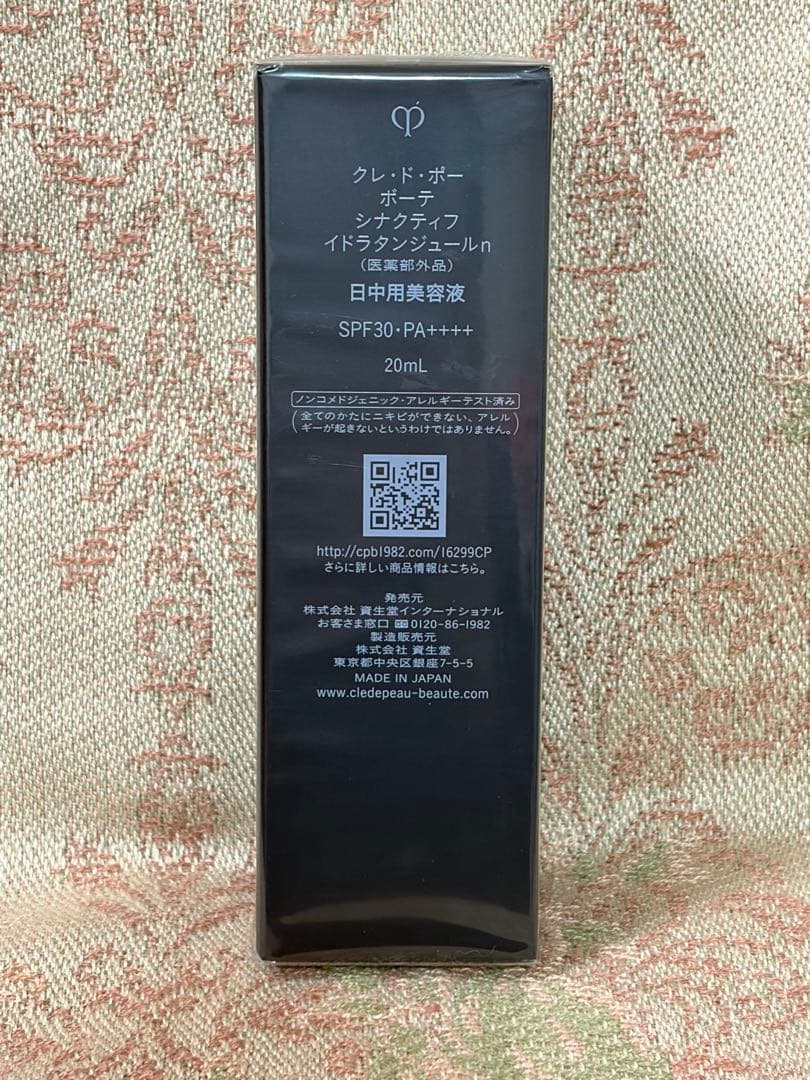 クレ・ド・ポー
ボーテ
シナクティフ
イドラタンジュールn
（医薬部外品）
日中用美容液
SPF30・PA++++
20mL
ノンコメドジェニック・アレルギーテスト済み
（全てのかたにニキビができない、アレル
ギーが起きないというわけではありません。）
http://cpb1982.com/16299CP
さらに詳しい商品情報はこちら。
発売元
株式会社 資生堂インターナショナル
お客さま窓口 0120-86-1982
製造販売元
株式会社 資生堂
東京都中央区銀座7-5-5
MADE IN JAPAN
www.cledepeau-beaute.com